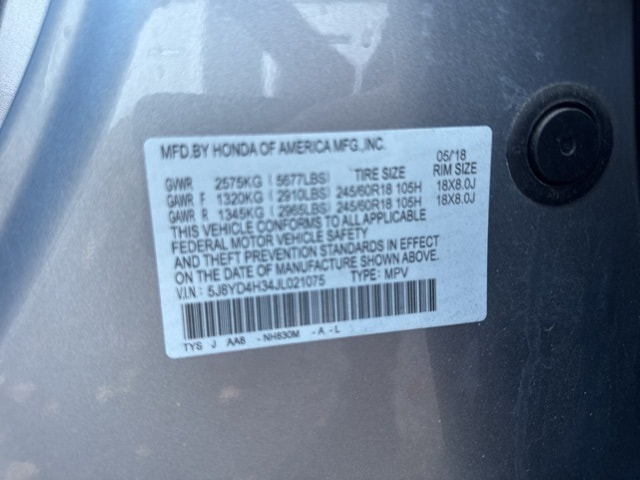 MFD.BY HONDA OF AMERICA MFG.,INC. 05/18
GVWR 2575KG ( 5677LBS) TIRE SIZE RIM SIZE
GAWR F 1320KG ( 2910LBS) 245/60R18 105H 18X8.0J
GAWR R 1345KG ( 2965LBS) 245/60R18 105H 18X8.0J
THIS VEHICLE CONFORMS TO ALL APPLICABLE
FEDERAL MOTOR VEHICLE SAFETY
AND THEFT PREVENTION STANDARDS IN EFFECT
ON THE DATE OF MANUFACTURE SHOWN ABOVE.
V.I.N.: 5J8YD4H34JL021075 TYPE: MPV
TYS J AA8 -NH830M -A-L